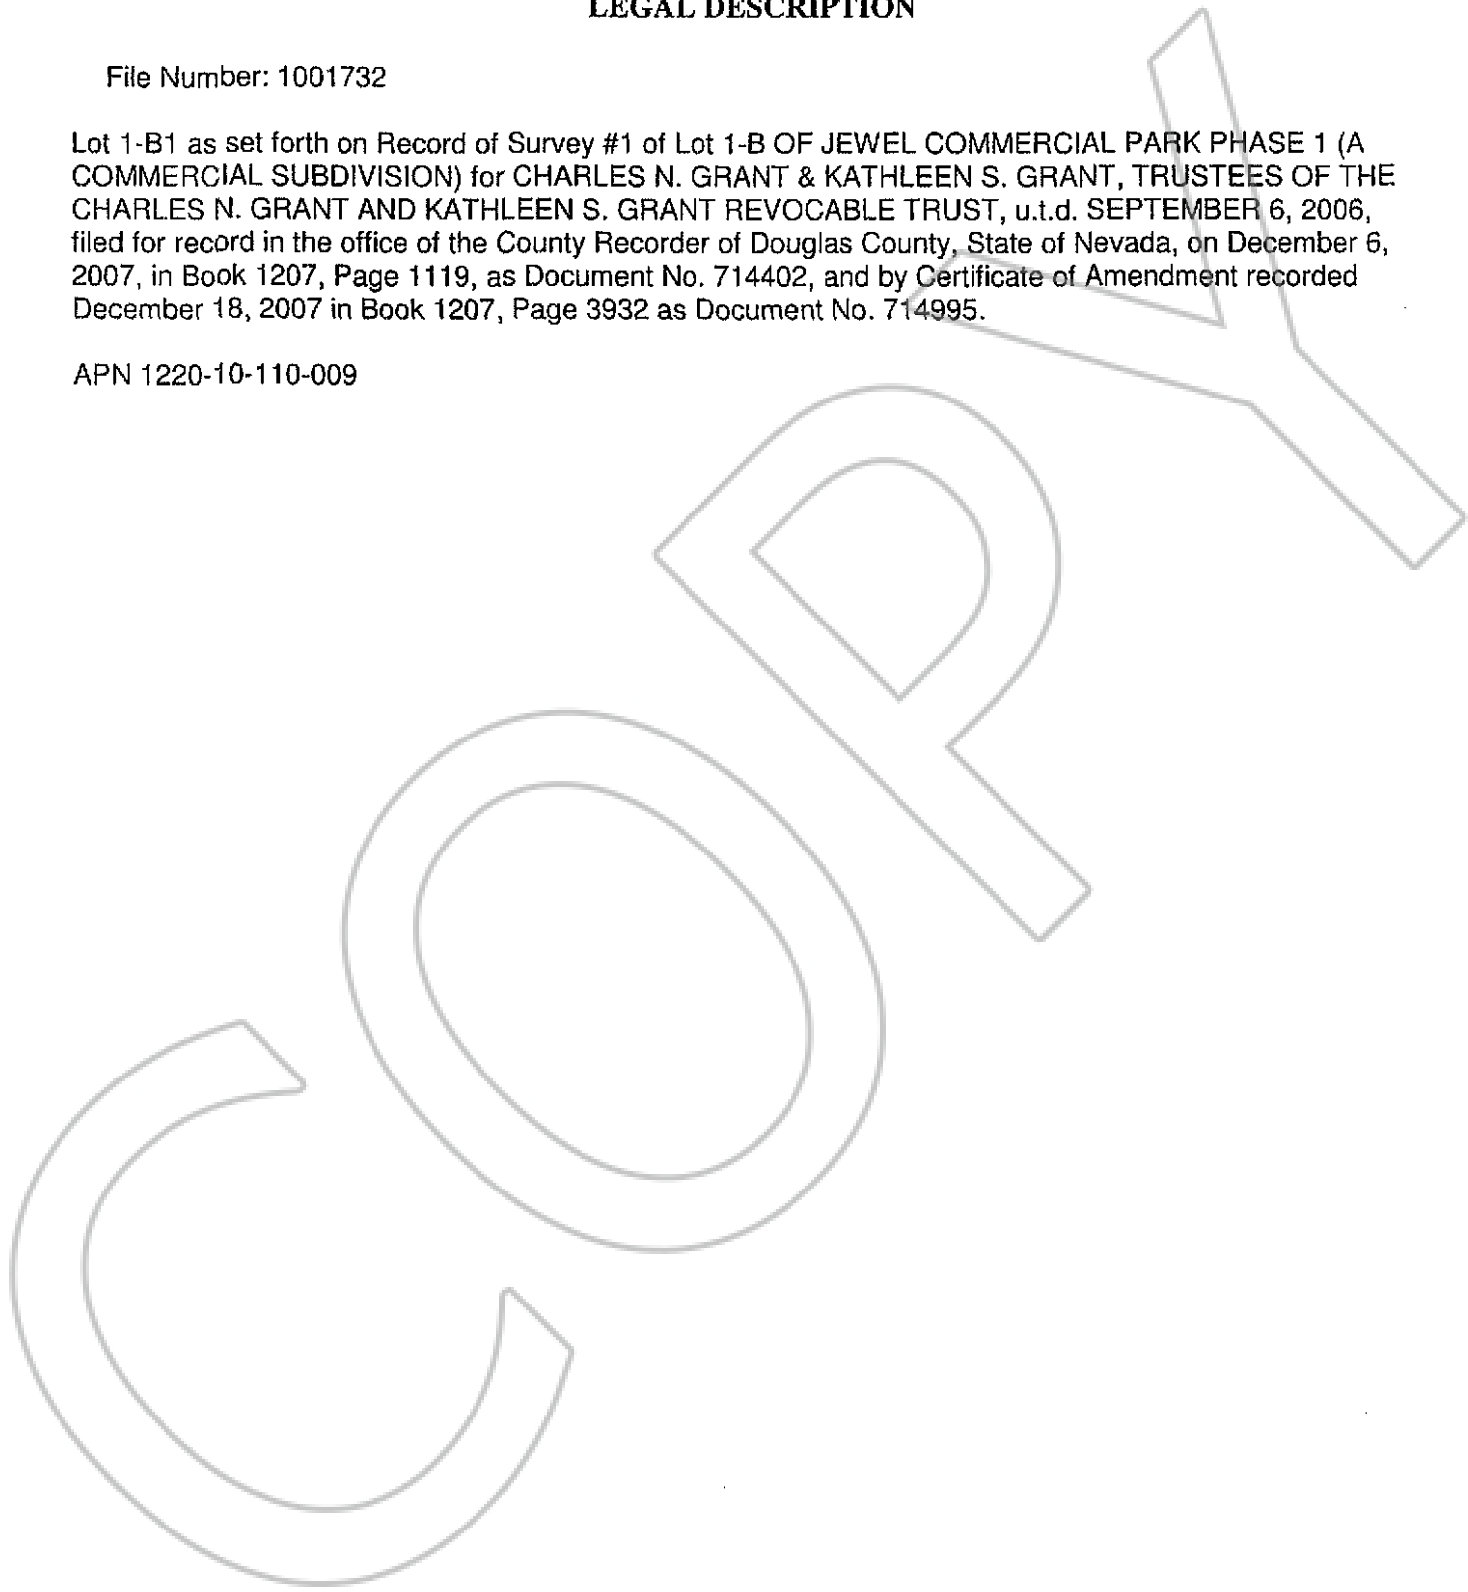 LEGAL DESCRIPTION
File Number: 1001732
Lot 1-B1 as set forth on Record of Survey #1 of Lot 1-B OF JEWEL COMMERCIAL PARK PHASE 1 (A
COMMERCIAL SUBDIVISION) for CHARLES N. GRANT & KATHLEEN S. GRANT, TRUSTEES OF THE
CHARLES N. GRANT AND KATHLEEN S. GRANT REVOCABLE TRUST, u.t.d. SEPTEMBER 6, 2006,
filed for record in the office of the County Recorder of Douglas County, State of Nevada, on December 6,
2007, in Book 1207, Page 1119, as Document No. 714402, and by Certificate of Amendment recorded
December 18, 2007 in Book 1207, Page 3932 as Document No. 714995.
APN 1220-10-110-009
COPY